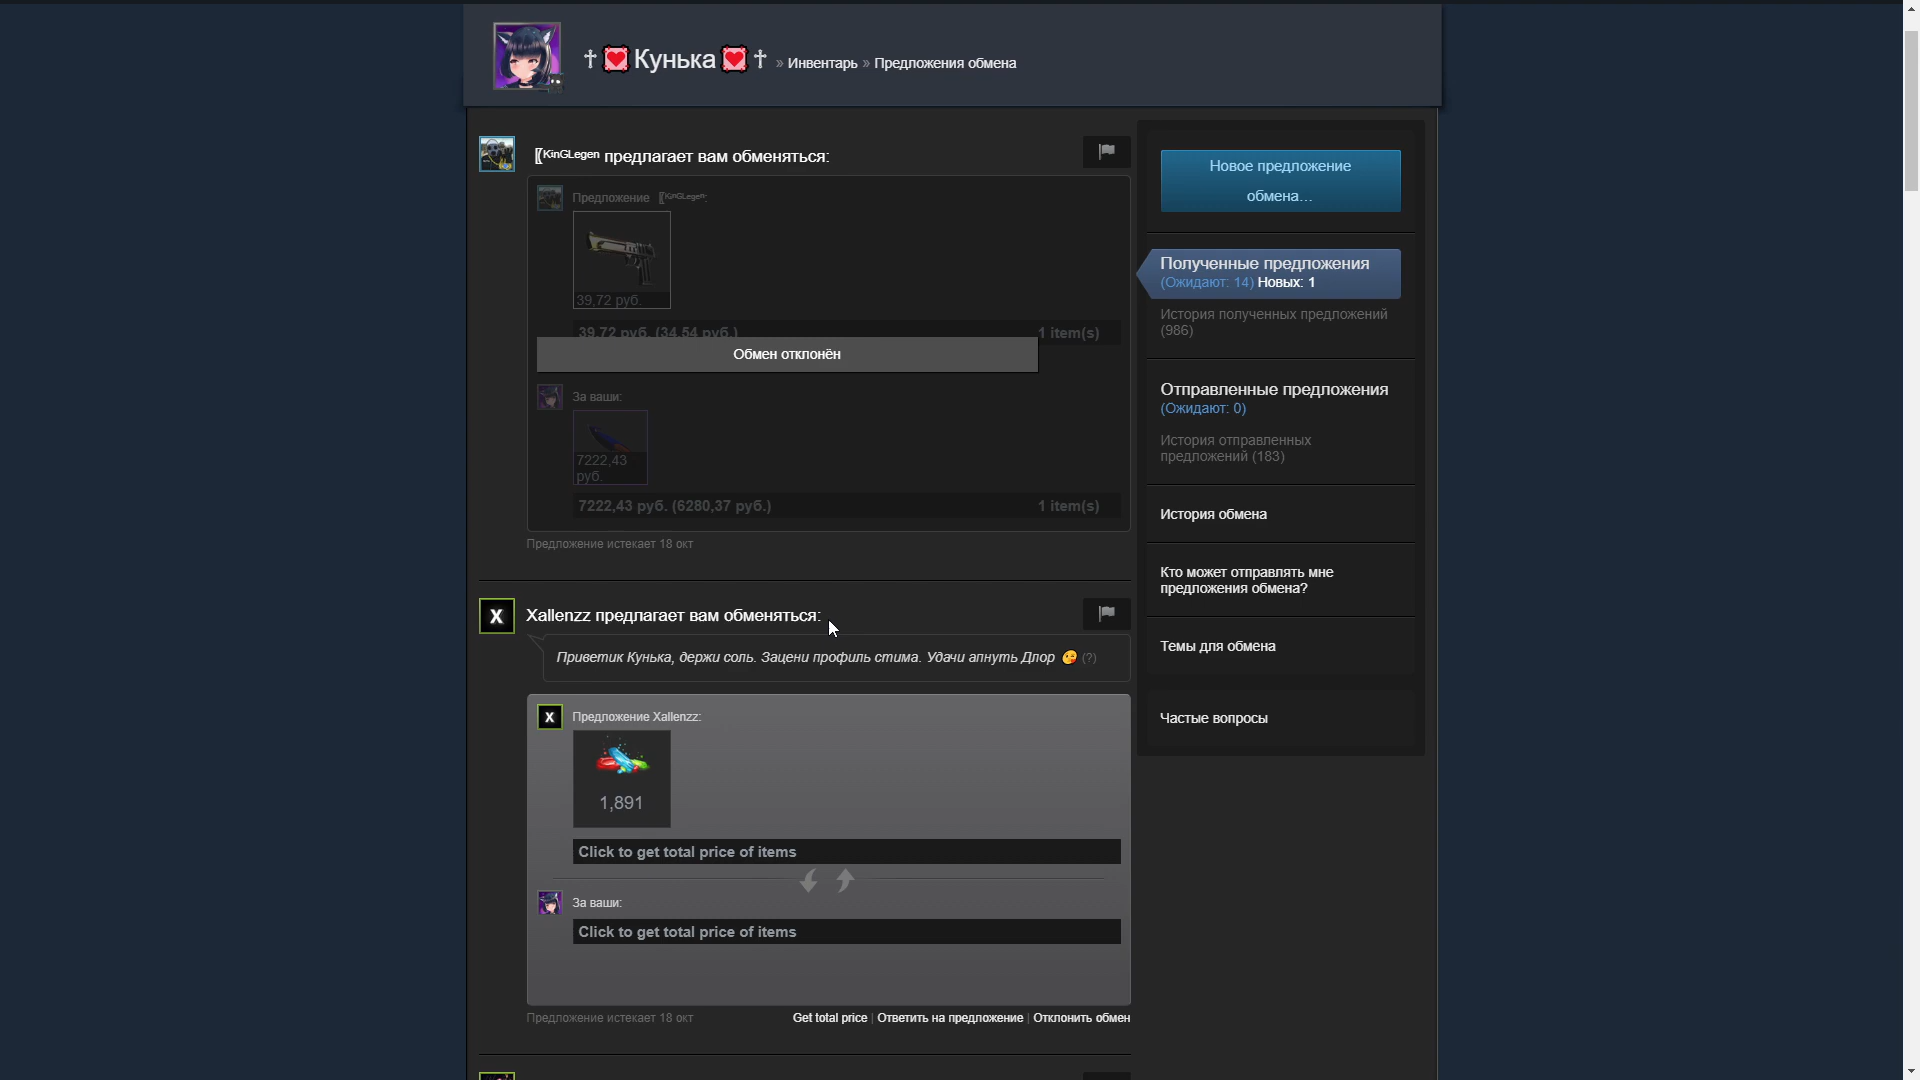 †💟Кунька💟† » Инвентарь » Предложения обмена
〖ᴷⁱⁿᴳᴸᵉᵍᵉⁿ предлагает вам обменяться:
Предложение 〖ᴷⁱⁿᴳᴸᵉᵍᵉⁿ:
39,72 руб.
39,72 руб. (34,54 руб.) 1 item(s)
Обмен отклонён
За ваши:
7222,43
руб.
7222,43 руб. (6280,37 руб.) 1 item(s)
Предложение истекает 18 окт
X
Xallenzz предлагает вам обменяться:
Приветик Кунька, держи соль. Зацени профиль стима. Удачи апнуть Длор 😘 (?)
X
Предложение Xallenzz:
1,891
Click to get total price of items
За ваши:
Click to get total price of items
Предложение истекает 18 окт Get total price | Ответить на предложение | Отклонить обмен
Новое предложение
обмена...
Полученные предложения
(Ожидают: 14) Новых: 1
История полученных предложений
(986)
Отправленные предложения
(Ожидают: 0)
История отправленных
предложений (183)
История обмена
Кто может отправлять мне
предложения обмена?
Темы для обмена
Частые вопросы